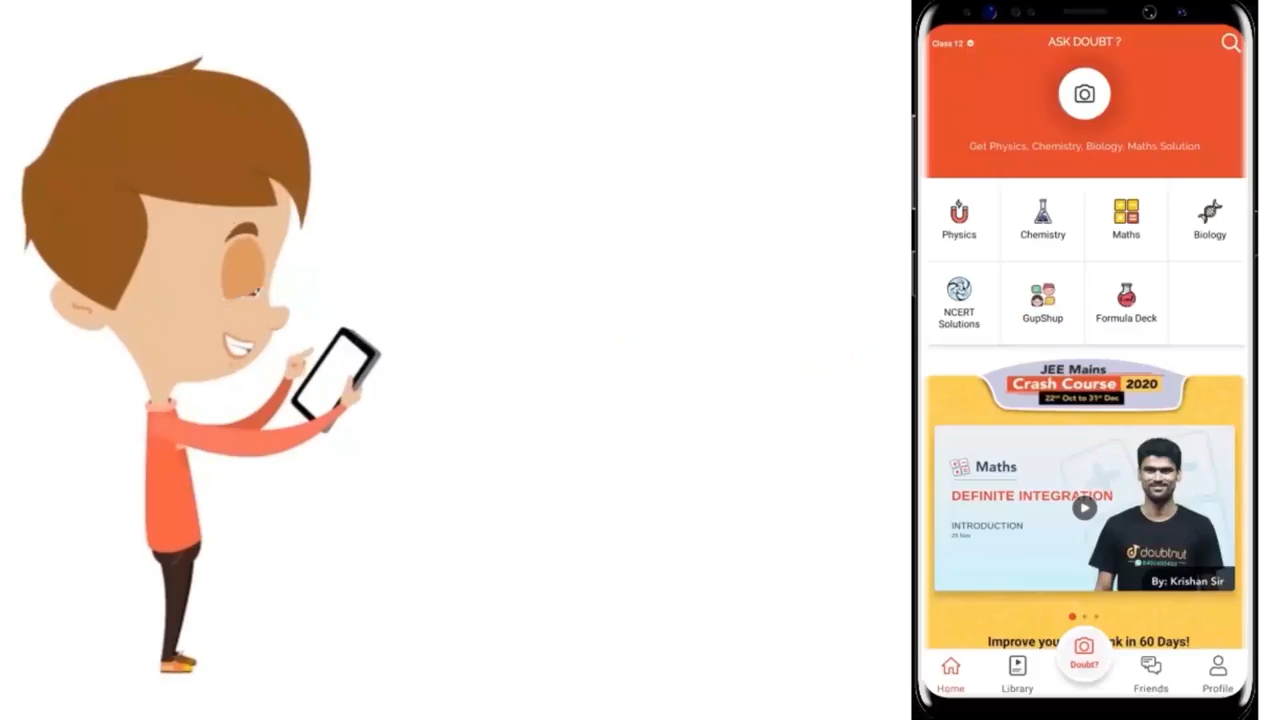 Class 12
ASK DOUBT ?
Get Physics, Chemistry, Biology, Maths Solution
Physics
Chemistry
Maths
Biology
NCERT
Solutions
GupShup
Formula Deck
JEE Mains
Crash Course 2020
22nd Oct to 31st Dec
Maths
DEFINITE INTEGRATION
INTRODUCTION
doubtnut
By: Krishan Sir
Improve you nk in 60 Days!
Doubt?
Home
Library
Friends
Profile